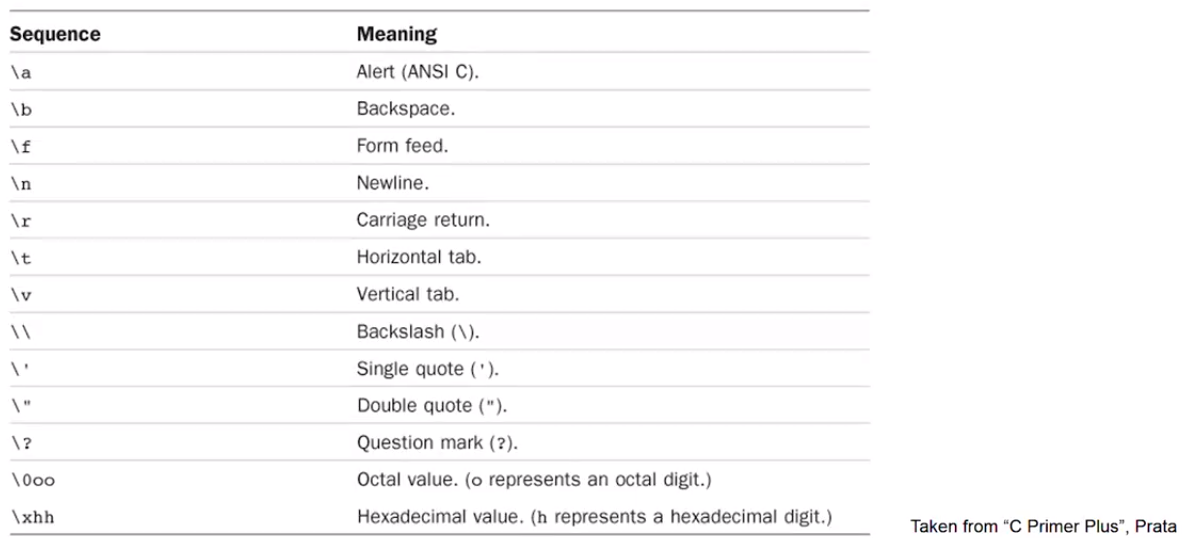 Sequence Meaning
\a Alert (ANSI C).
\b Backspace.
\f Form feed.
\n Newline.
\r Carriage return.
\t Horizontal tab.
\v Vertical tab.
\\ Backslash (\).
\' Single quote (').
\" Double quote (").
\? Question mark (?).
\0oo Octal value. (o represents an octal digit.)
\xhh Hexadecimal value. (h represents a hexadecimal digit.)
Taken from “C Primer Plus”, Prata